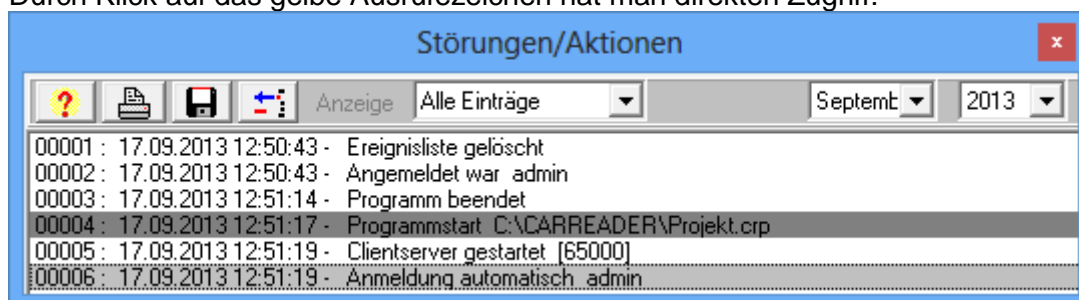 Durch Klick auf das gelbe Ausrufezeichen hat man direkten Zugriff.
Störungen/Aktionen x
? Anzeige Alle Einträge Septemb 2013
00001 : 17.09.2013 12:50:43 - Ereignisliste gelöscht
00002 : 17.09.2013 12:50:43 - Angemeldet war admin
00003 : 17.09.2013 12:51:14 - Programm beendet
00004 : 17.09.2013 12:51:17 - Programmstart C:\CARREADER\Projekt.crp
00005 : 17.09.2013 12:51:19 - Clientserver gestartet [65000]
00006 : 17.09.2013 12:51:19 - Anmeldung automatisch admin